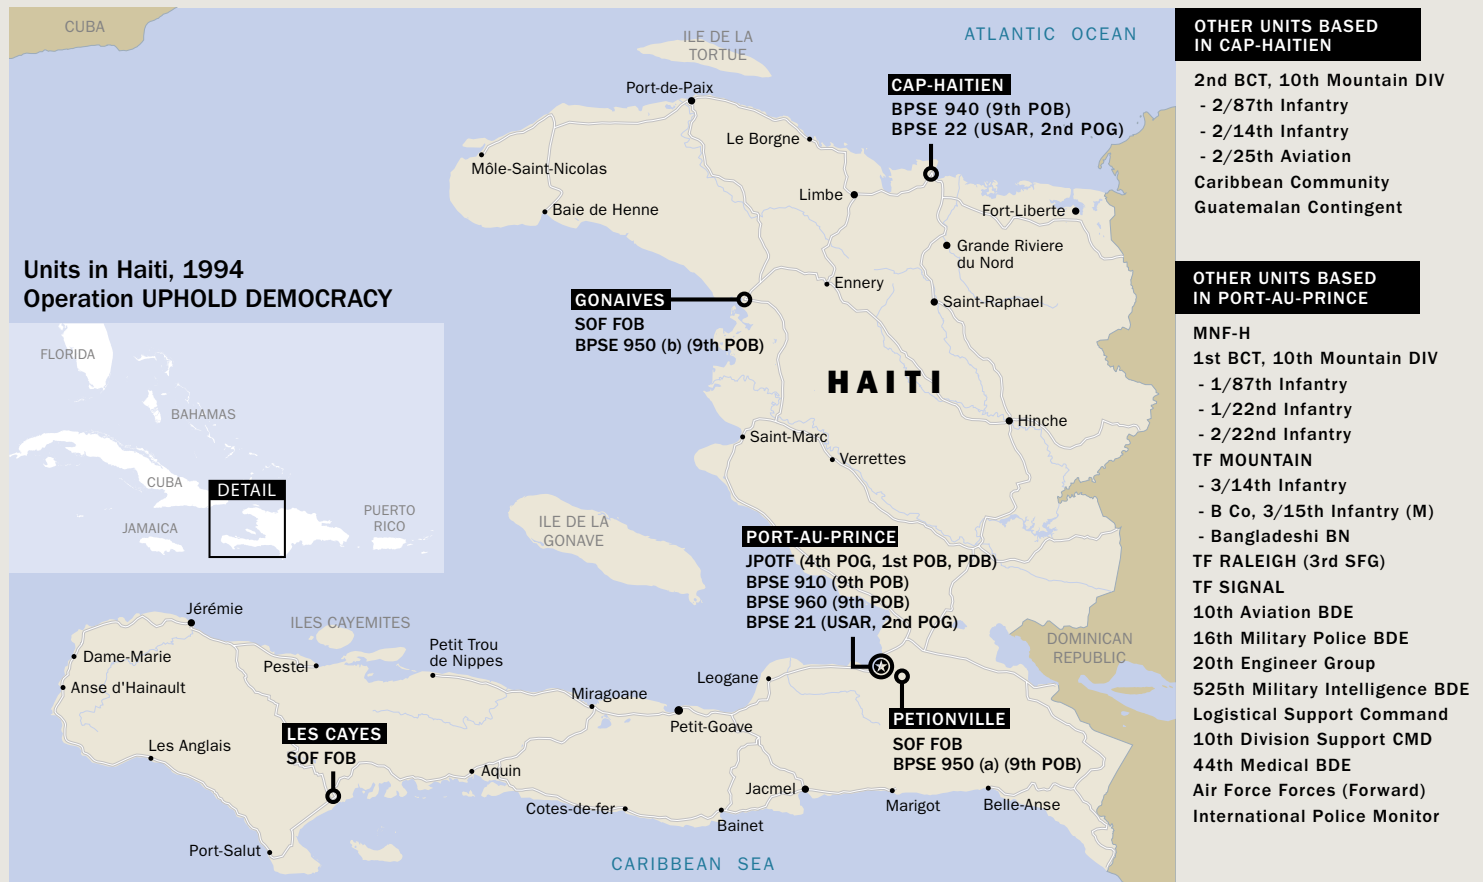 CUBA
ILE DE LA
TORTUE
ATLANTIC OCEAN
Port-de-Paix
CAP-HAITIEN
BPSE 940 (9th POB)
BPSE 22 (USAR, 2nd POG)
Le Borgne
Môle-Saint-Nicolas
Limbe
Baie de Henne
Fort-Liberte
Grande Riviere
du Nord
Units in Haiti, 1994
Operation UPHOLD DEMOCRACY
Ennery
GONAIVES
SOF FOB
BPSE 950 (b) (9th POB)
Saint-Raphael
FLORIDA
BAHAMAS
CUBA
DETAIL
JAMAICA
PUERTO
RICO
HAITI
Hinche
Saint-Marc
Verrettes
ILE DE LA
GONAVE
PORT-AU-PRINCE
JPOTF (4th POG, 1st POB, PDB)
BPSE 910 (9th POB)
BPSE 960 (9th POB)
BPSE 21 (USAR, 2nd POG)
DOMINICAN
REPUBLIC
Jérémie
ILES CAYEMITES
Dame-Marie
Pestel
Petit Trou
de Nippes
Anse d'Hainault
Leogane
Miragoane
Petit-Goave
PETIONVILLE
SOF FOB
BPSE 950 (a) (9th POB)
LES CAYES
SOF FOB
Les Anglais
Aquin
Jacmel
Cotes-de-fer
Bainet
Marigot
Belle-Anse
Port-Salut
CARIBBEAN SEA
OTHER UNITS BASED
IN CAP-HAITIEN
2nd BCT, 10th Mountain DIV
- 2/87th Infantry
- 2/14th Infantry
- 2/25th Aviation
Caribbean Community
Guatemalan Contingent
OTHER UNITS BASED
IN PORT-AU-PRINCE
MNF-H
1st BCT, 10th Mountain DIV
- 1/87th Infantry
- 1/22nd Infantry
- 2/22nd Infantry
TF MOUNTAIN
- 3/14th Infantry
- B Co, 3/15th Infantry (M)
- Bangladeshi BN
TF RALEIGH (3rd SFG)
TF SIGNAL
10th Aviation BDE
16th Military Police BDE
20th Engineer Group
525th Military Intelligence BDE
Logistical Support Command
10th Division Support CMD
44th Medical BDE
Air Force Forces (Forward)
International Police Monitor